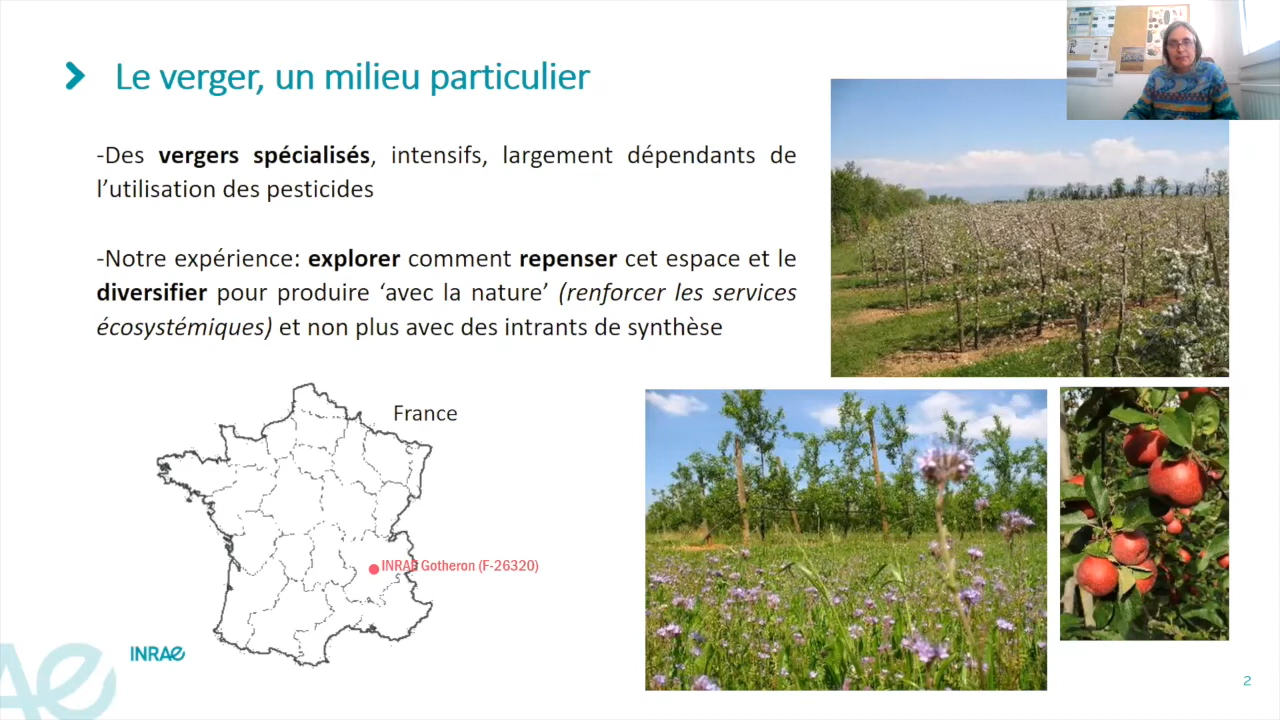 Le verger, un milieu particulier
-Des vergers spécialisés, intensifs, largement dépendants de
l’utilisation des pesticides
-Notre expérience: explorer comment repenser cet espace et le
diversifier pour produire ‘avec la nature’ (renforcer les services
écosystémiques) et non plus avec des intrants de synthèse
France
INRAE Gotheron (F-26320)
INRAE
2